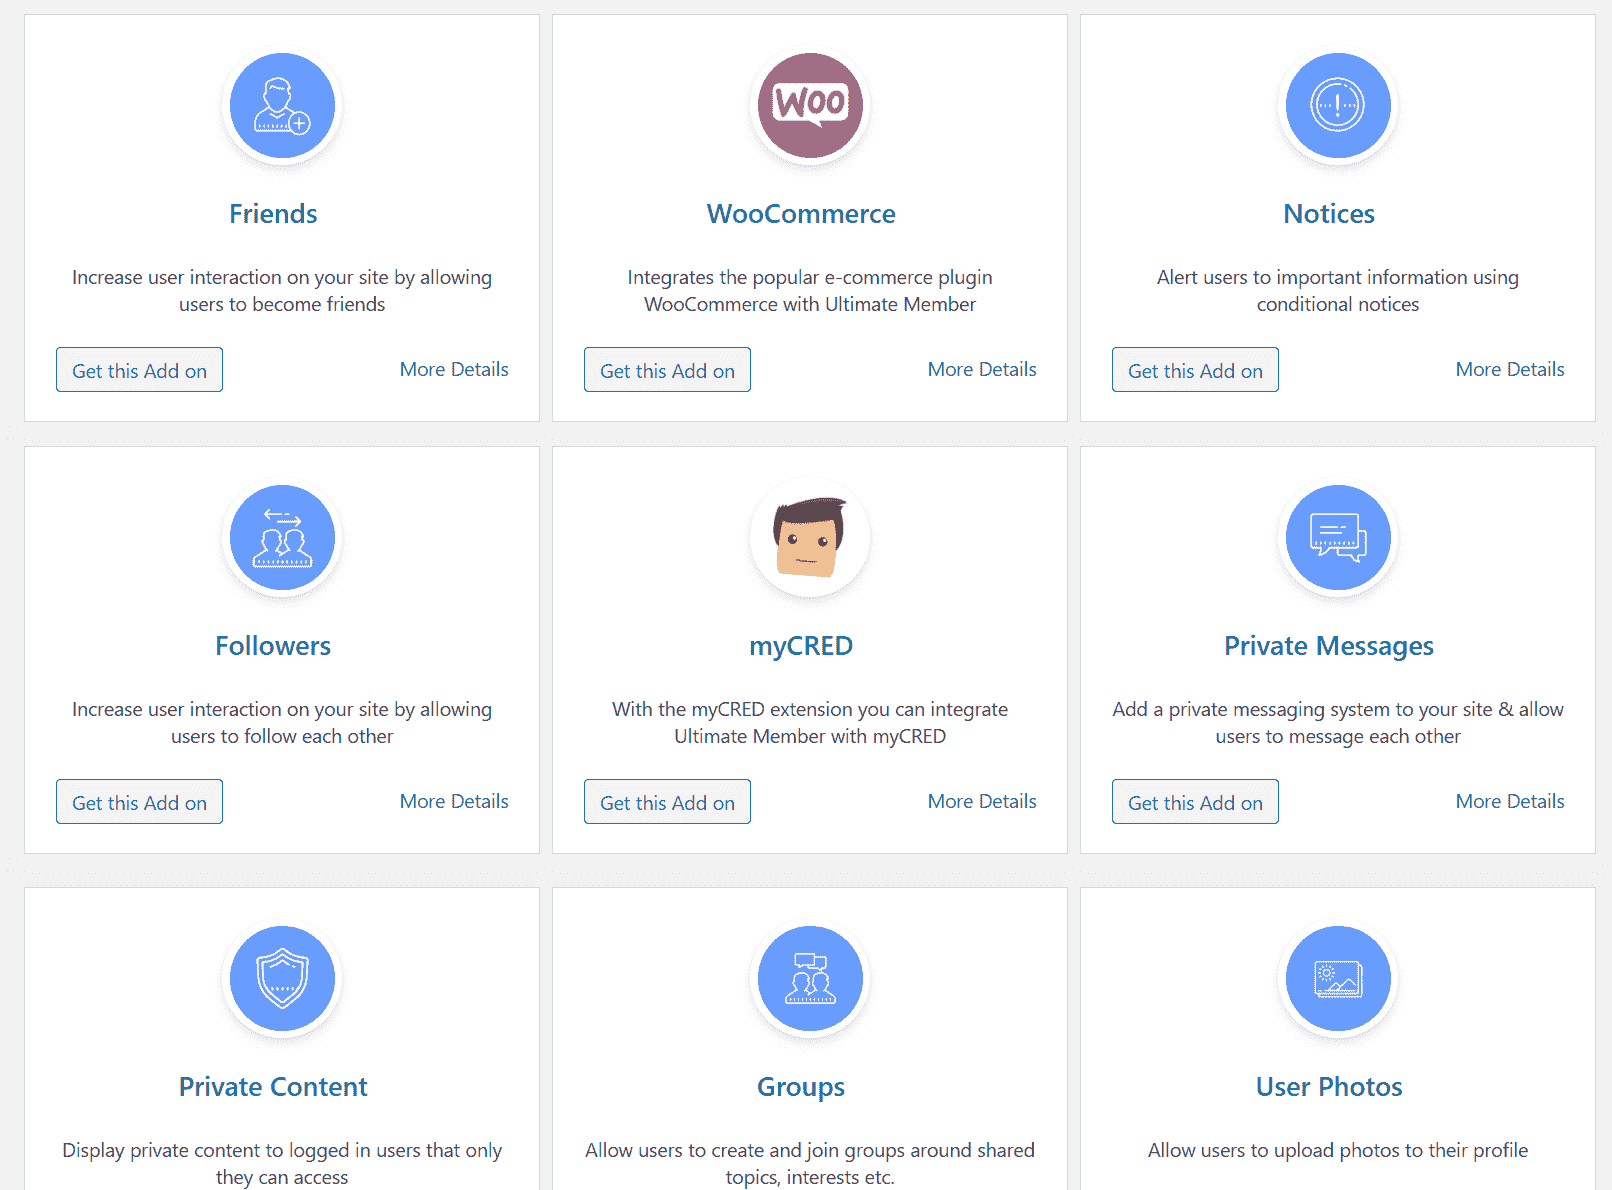 Friends
Increase user interaction on your site by allowing
users to become friends
Get this Add on
More Details
Woo
WooCommerce
Integrates the popular e-commerce plugin
WooCommerce with Ultimate Member
Get this Add on
More Details
Notices
Alert users to important information using
conditional notices
Get this Add on
More Details
Followers
Increase user interaction on your site by allowing
users to follow each other
Get this Add on
More Details
myCRED
With the myCRED extension you can integrate
Ultimate Member with myCRED
Get this Add on
More Details
Private Messages
Add a private messaging system to your site & allow
users to message each other
Get this Add on
More Details
Private Content
Display private content to logged in users that only
they can access
Groups
Allow users to create and join groups around shared
topics, interests etc.
User Photos
Allow users to upload photos to their profile